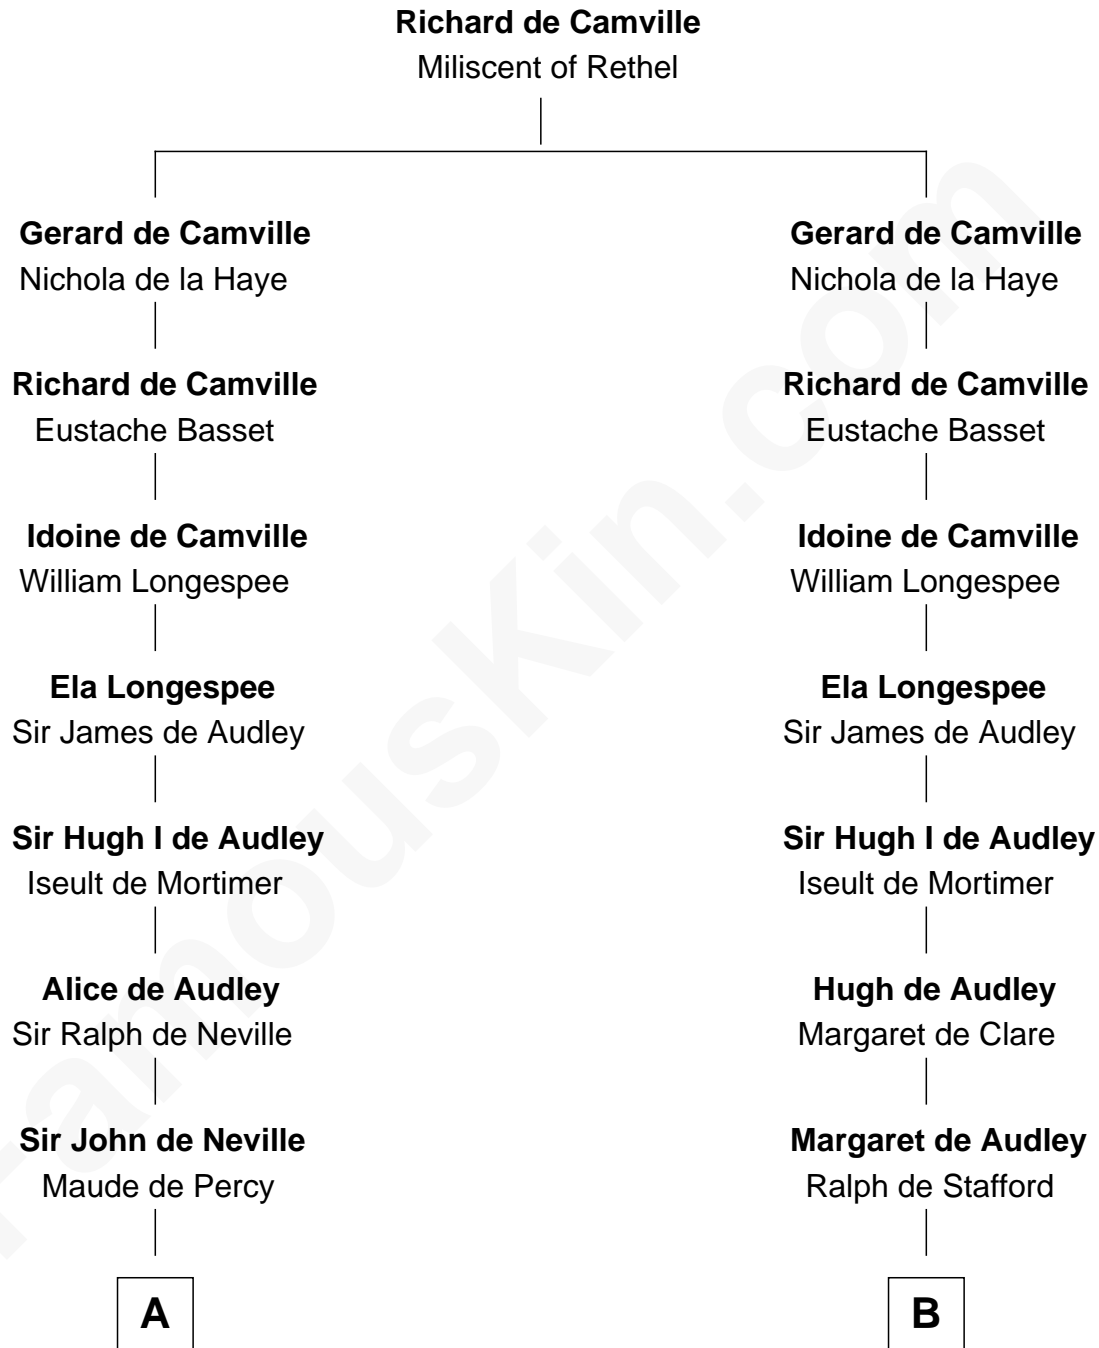 Richard de Camville
Miliscent of Rethel
Gerard de Camville
Nichola de la Haye
Gerard de Camville
Nichola de la Haye
Richard de Camville
Eustache Basset
Richard de Camville
Eustache Basset
Idoine de Camville
William Longespee
Idoine de Camville
William Longespee
Ela Longespee
Sir James de Audley
Ela Longespee
Sir James de Audley
Sir Hugh I de Audley
Iseult de Mortimer
Sir Hugh I de Audley
Iseult de Mortimer
Alice de Audley
Sir Ralph de Neville
Hugh de Audley
Margaret de Clare
Sir John de Neville
Maude de Percy
Margaret de Audley
Ralph de Stafford
A
B
FamousKin.com